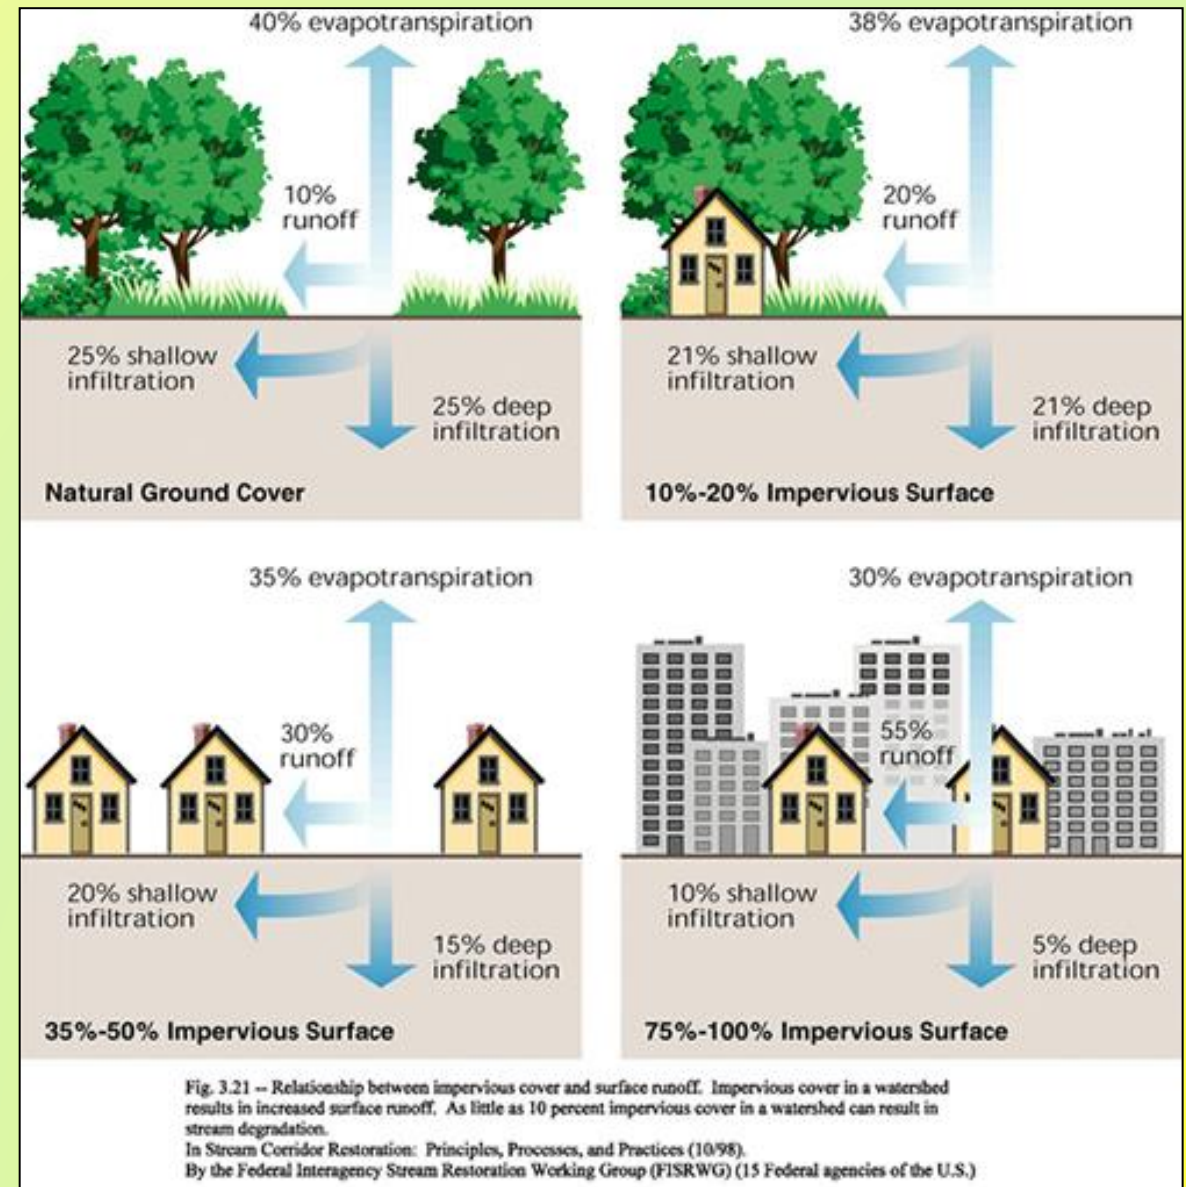 40% evapotranspiration
10%
runoff
25% shallow
infiltration
25% deep
infiltration
Natural Ground Cover
38% evapotranspiration
20%
runoff
21% shallow
infiltration
21% deep
infiltration
10%-20% Impervious Surface
35% evapotranspiration
30%
runoff
20% shallow
infiltration
15% deep
infiltration
35%-50% Impervious Surface
30% evapotranspiration
55%
runoff
10% shallow
infiltration
5% deep
infiltration
75%-100% Impervious Surface
Fig. 3.21 -- Relationship between impervious cover and surface runoff. Impervious cover in a watershed
results in increased surface runoff. As little as 10 percent impervious cover in a watershed can result in
stream degradation.
In Stream Corridor Restoration: Principles, Processes, and Practices (10/98).
By the Federal Interagency Stream Restoration Working Group (FISRWG) (15 Federal agencies of the U.S.)